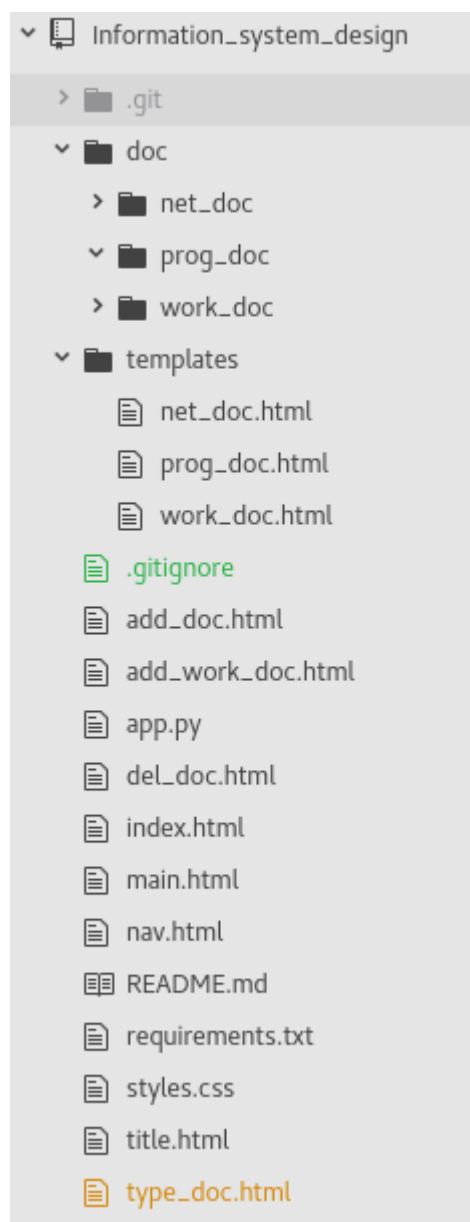 Information_system_design
.git
doc
net_doc
prog_doc
work_doc
templates
net_doc.html
prog_doc.html
work_doc.html
.gitignore
add_doc.html
add_work_doc.html
app.py
del_doc.html
index.html
main.html
nav.html
README.md
requirements.txt
styles.css
title.html
type_doc.html